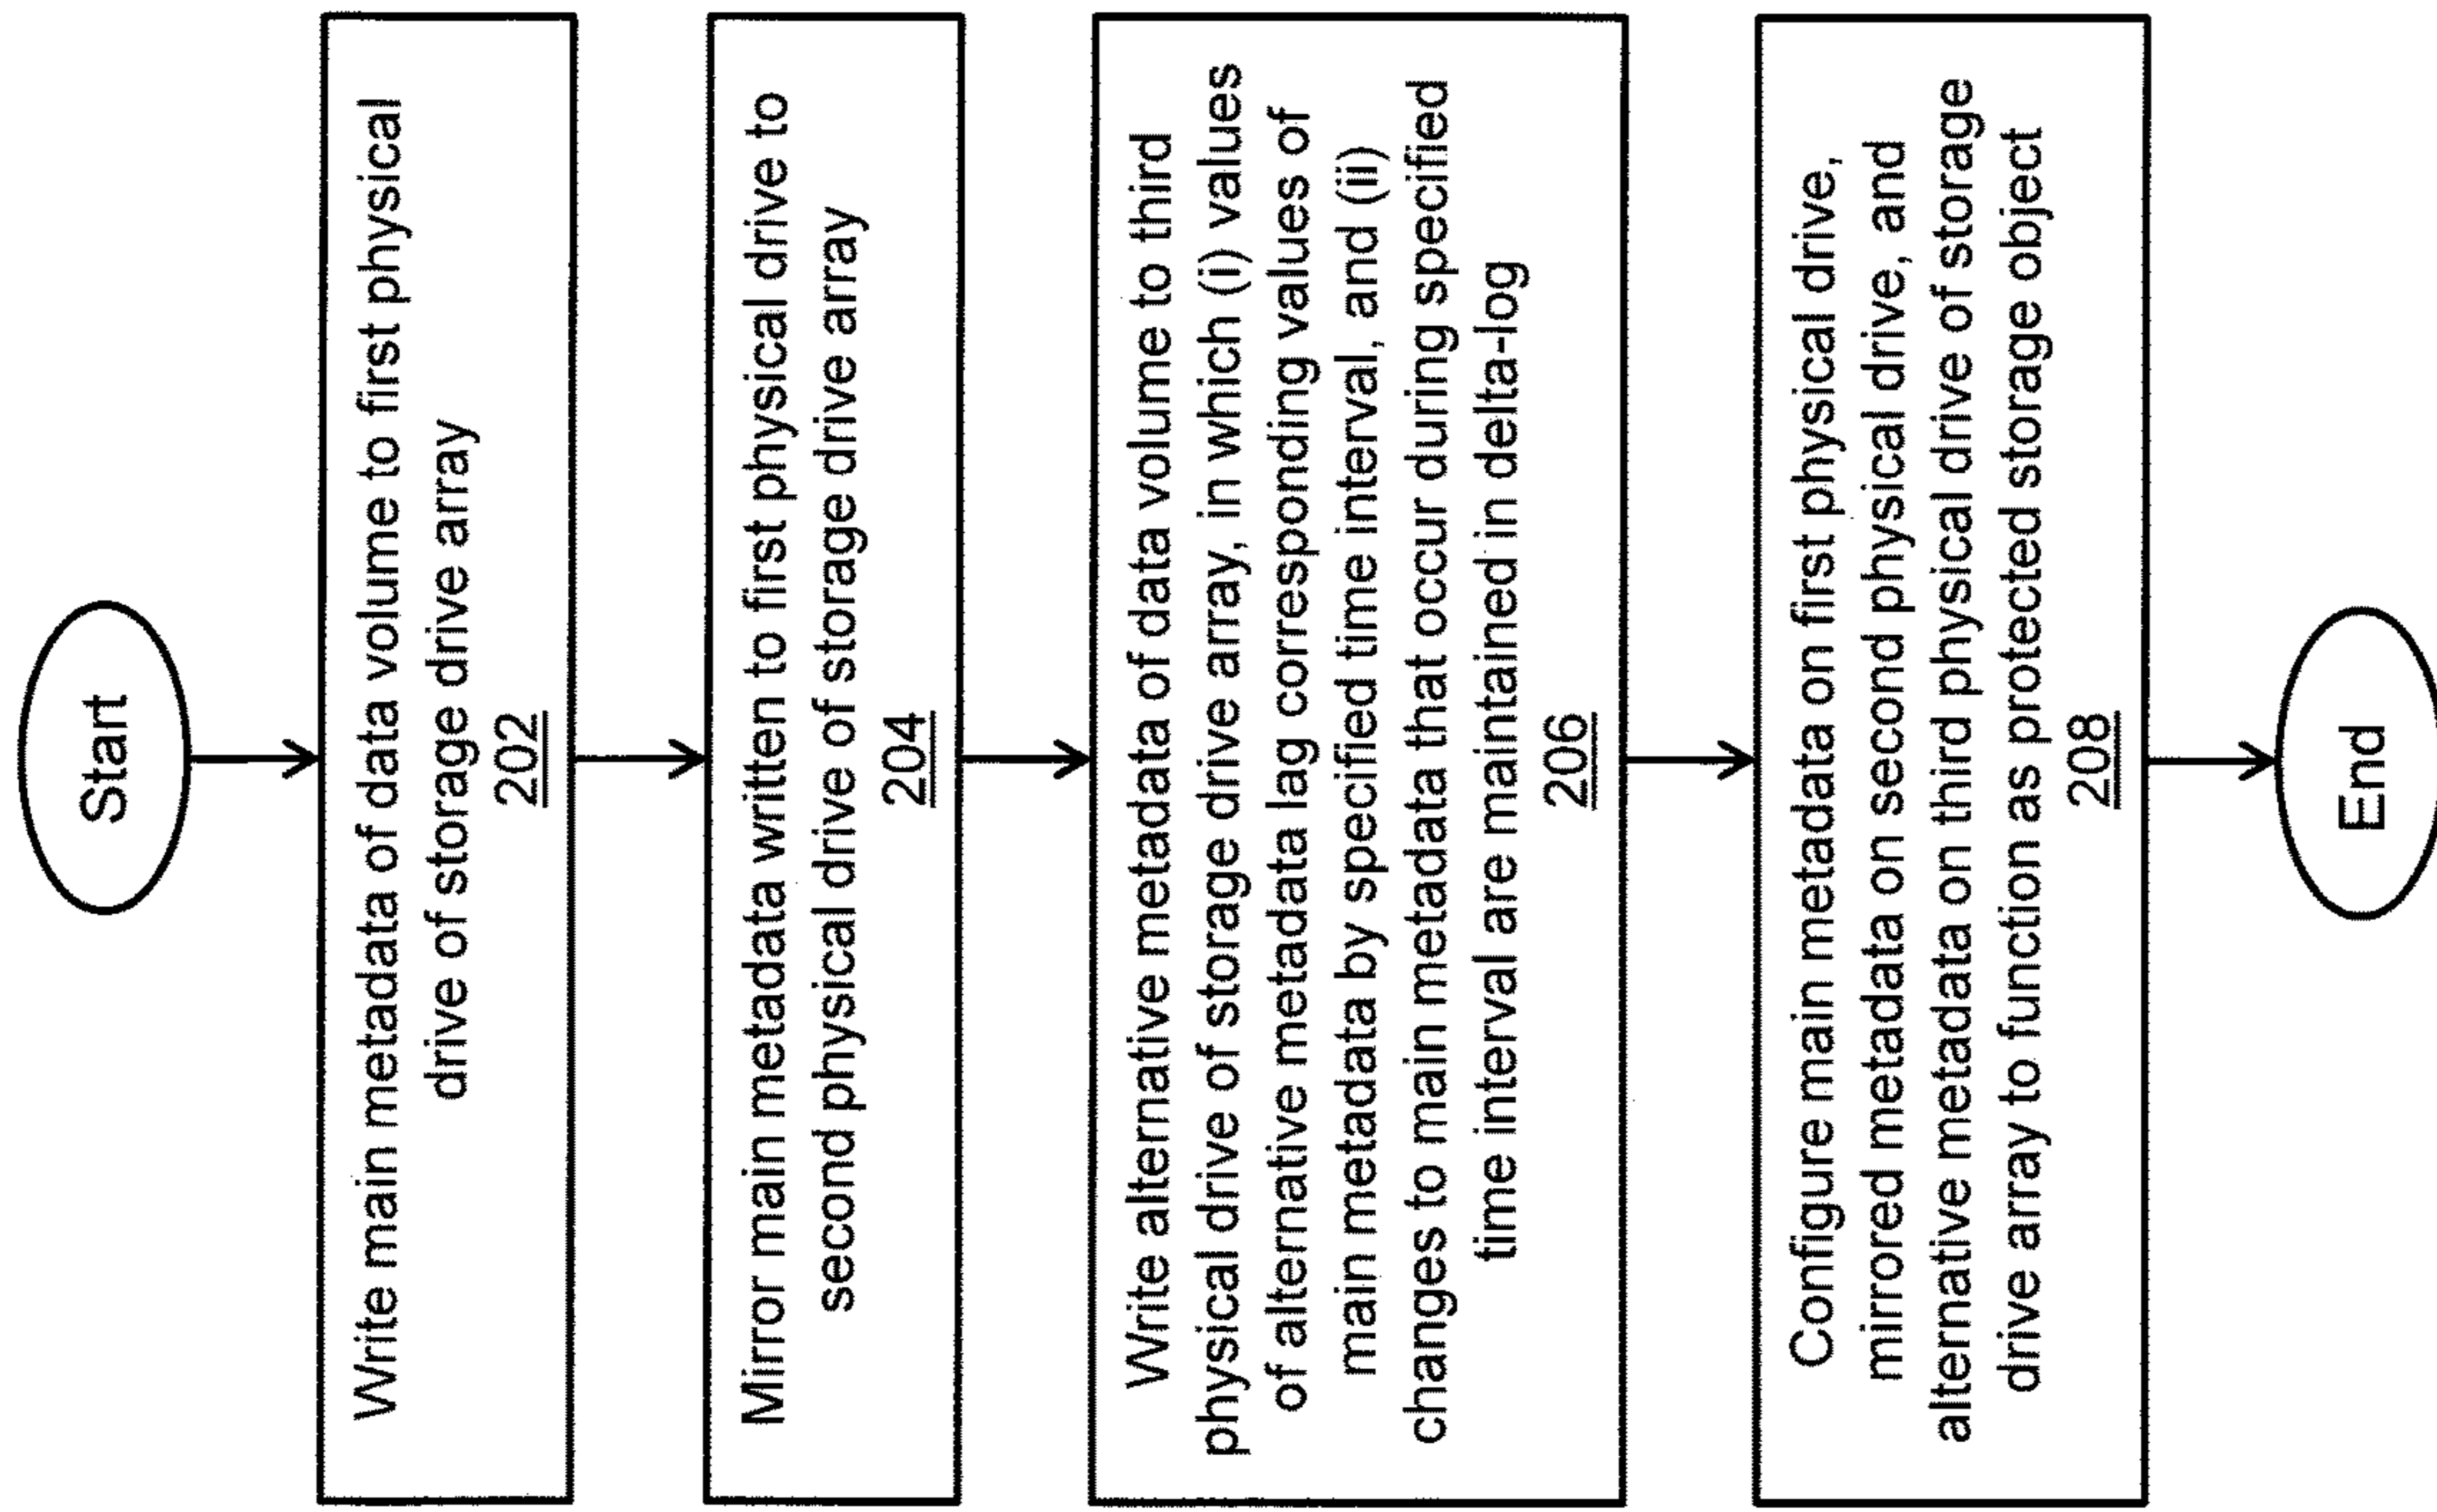 Start
Write main metadata of data volume to first physical
drive of storage drive array
202
Mirror main metadata written to first physical drive to
second physical drive of storage drive array
204
Write alternative metadata of data volume to third
physical drive of storage drive array, in which (i) values
of alternative metadata lag corresponding values of
main metadata by specified time interval, and (ii)
changes to main metadata that occur during specified
time interval are maintained in delta-log
206
Configure main metadata on first physical drive,
mirrored metadata on second physical drive, and
alternative metadata on third physical drive of storage
drive array to function as protected storage object
208
End